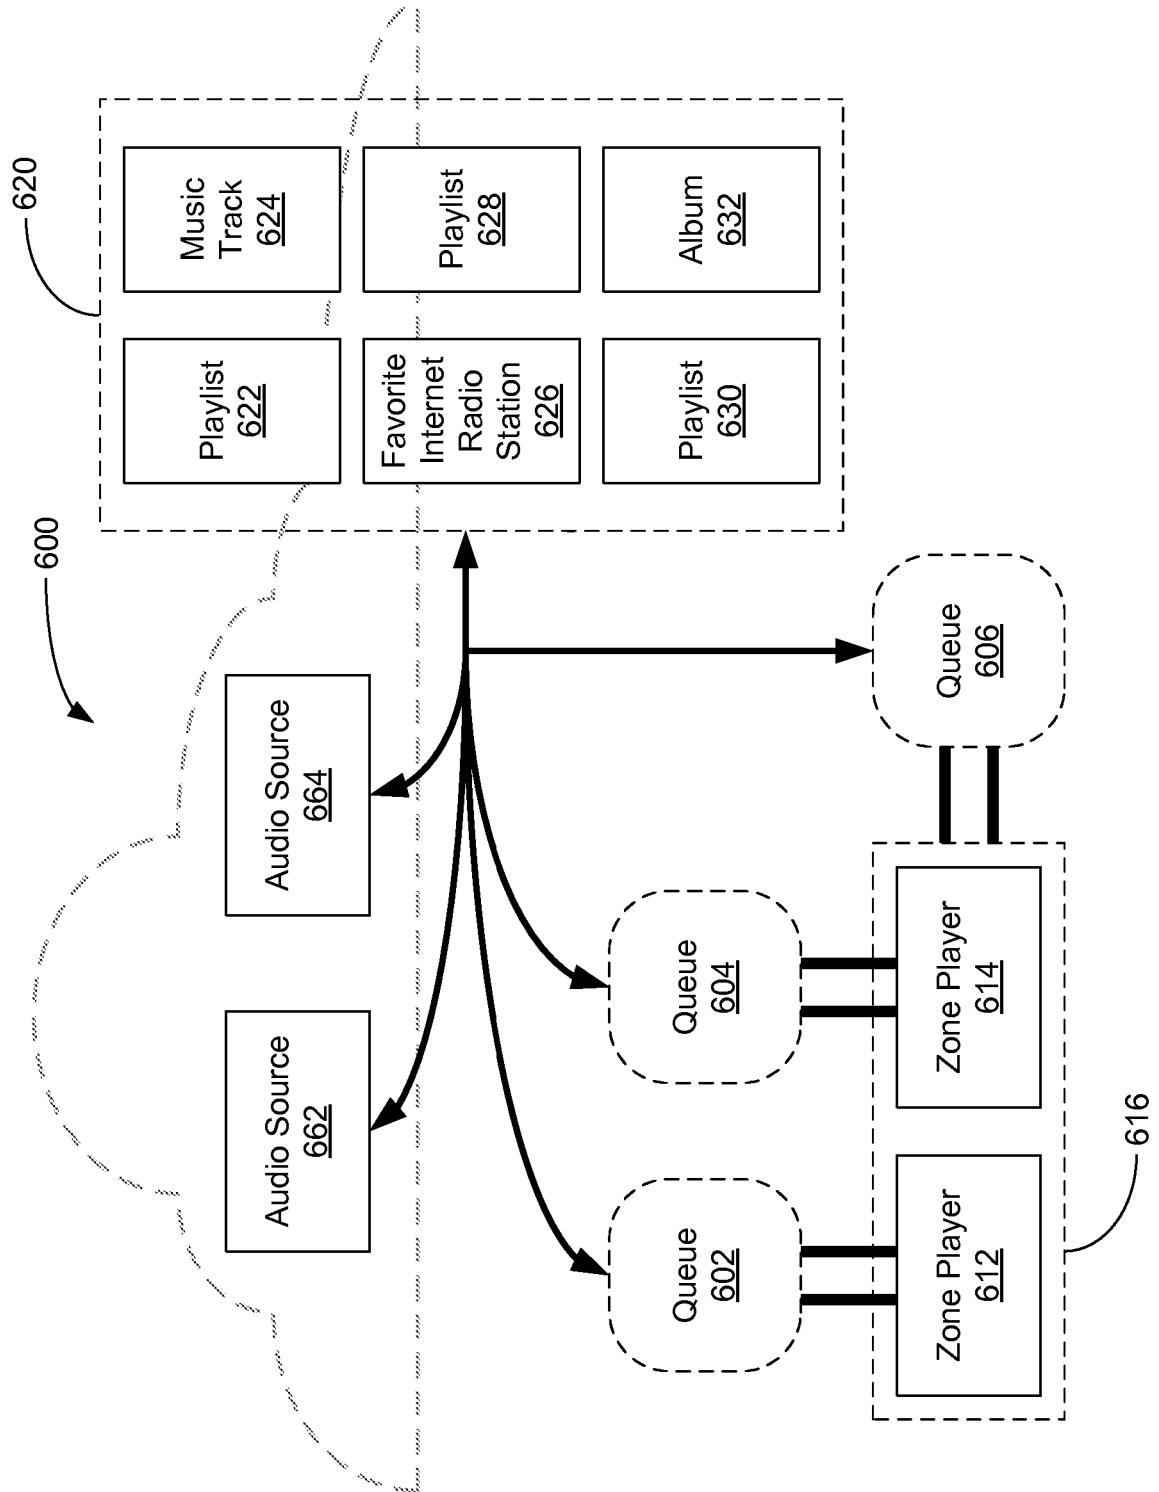 600
620
Audio Source
662
Audio Source
664
Playlist
622
Music
Track
624
Favorite
Internet
Radio
Station
626
Playlist
628
Playlist
630
Album
632
Queue
602
Queue
604
Queue
606
Zone Player
612
Zone Player
614
616